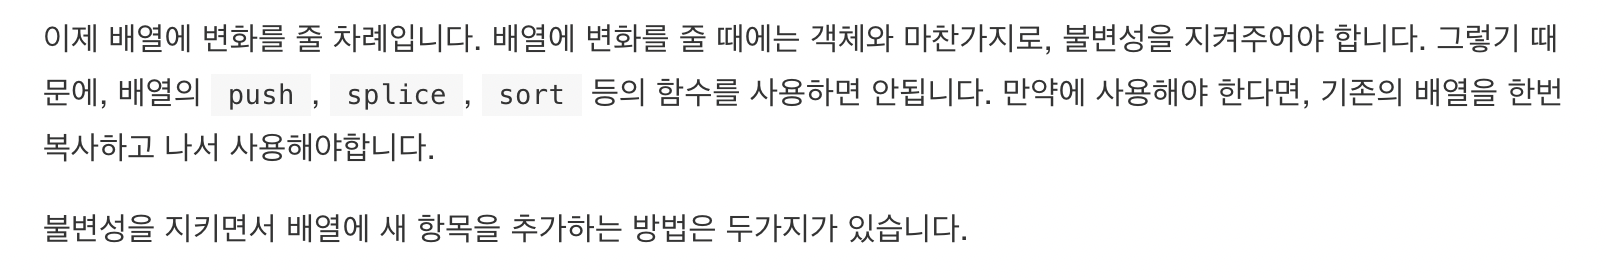 이제 배열에 변화를 줄 차례입니다. 배열에 변화를 줄 때에는 객체와 마찬가지로, 불변성을 지켜주어야 합니다. 그렇기 때
문에, 배열의 push, splice, sort 등의 함수를 사용하면 안됩니다. 만약에 사용해야 한다면, 기존의 배열을 한번
복사하고 나서 사용해야합니다.
불변성을 지키면서 배열에 새 항목을 추가하는 방법은 두가지가 있습니다.